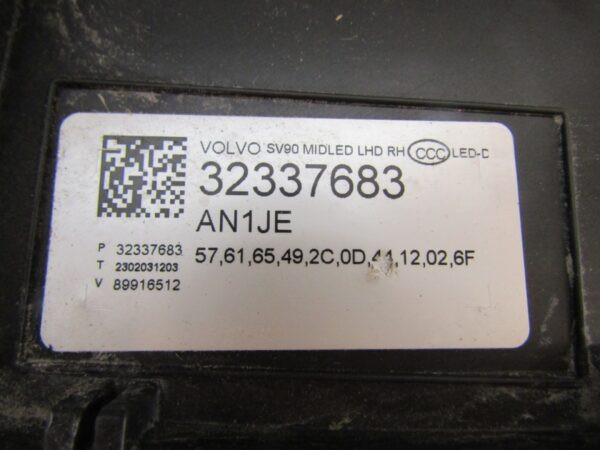 VOLVO SV90 MIDLED LHD RH CCC LED-D
32337683
AN1JE
57,61,65,49,2C,0D,41,12,02,6F
P 32337683
T 2302031203
V 89916512